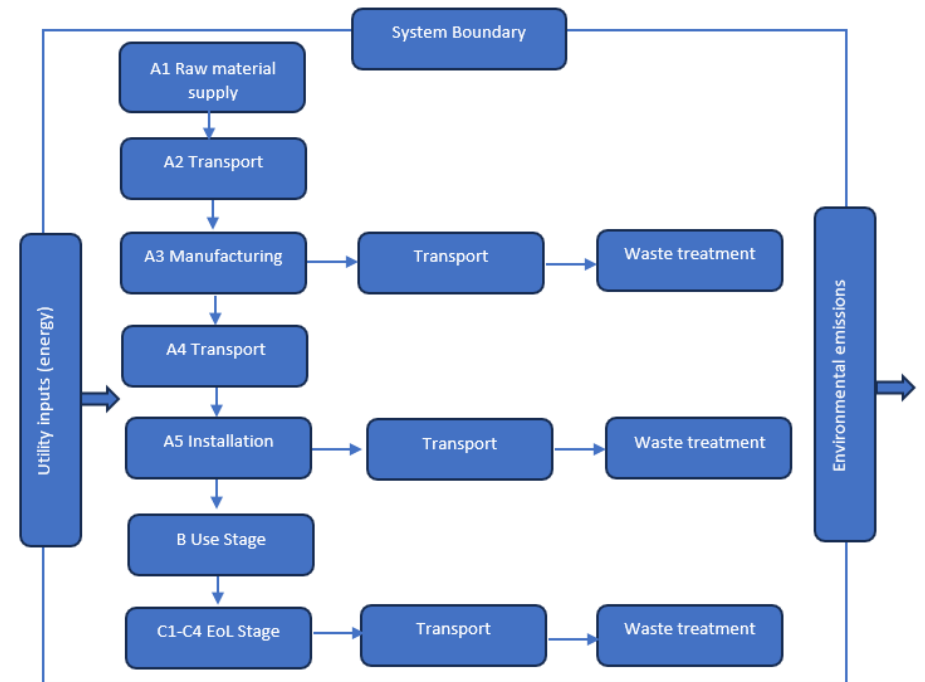 System Boundary
A1 Raw material
supply
A2 Transport
A3 Manufacturing
Transport
Waste treatment
A4 Transport
A5 Installation
Transport
Waste treatment
B Use Stage
C1-C4 EoL Stage
Transport
Waste treatment
Utility inputs (energy)
Environmental emissions